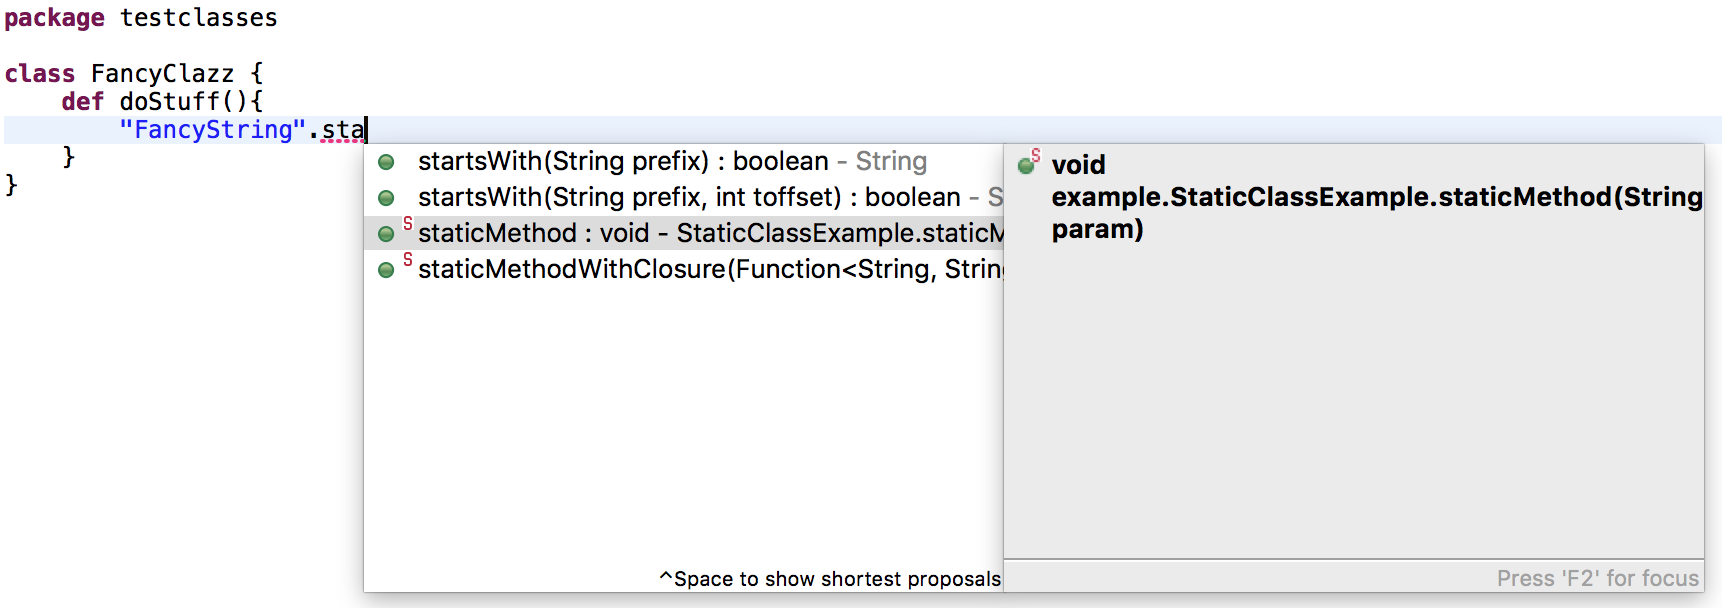 package testclasses
class FancyClazz {
def doStuff(){
"FancyString".sta
}
}
startsWith(String prefix) : boolean - String
startsWith(String prefix, int toffset) : boolean - S
S staticMethod : void - StaticClassExample.staticM
S staticMethodWithClosure(Function<String, String
^Space to show shortest proposals
S void
example.StaticClassExample.staticMethod(String
param)
Press 'F2' for focus